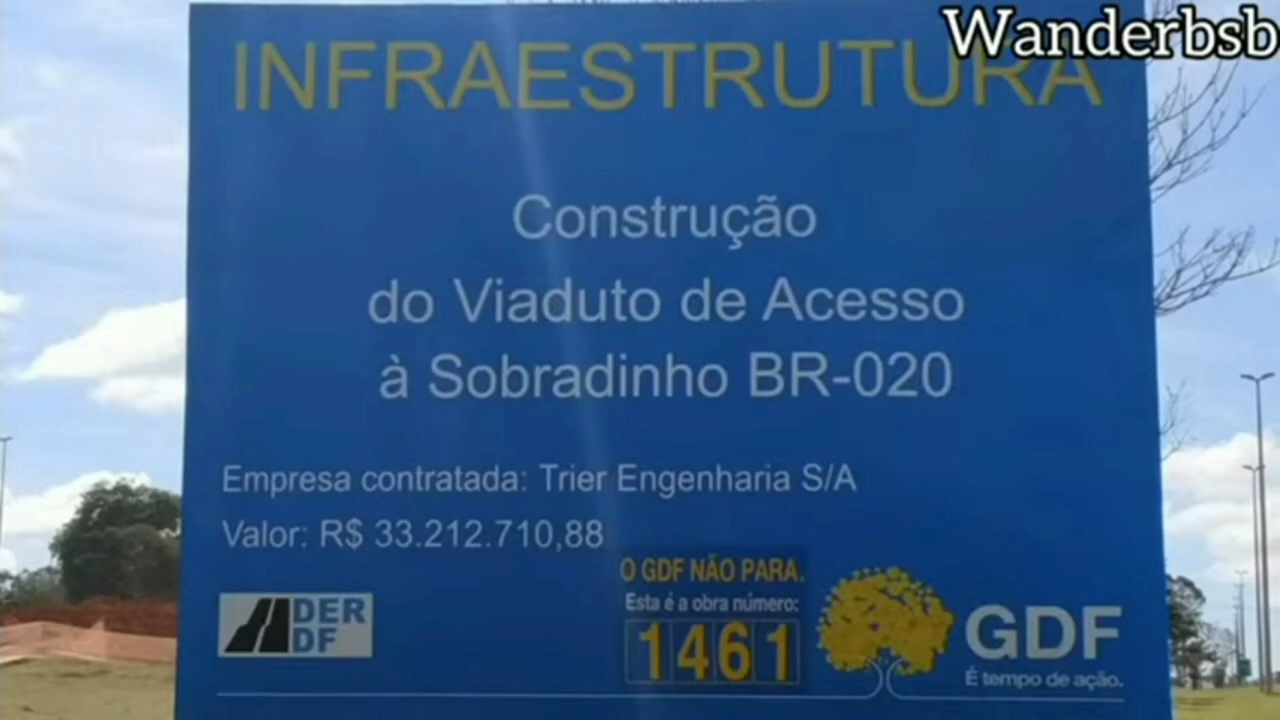 Wanderbsb
INFRAESTRUTURA
Construção
do Viaduto de Acesso
à Sobradinho BR-020
Empresa contratada: Trier Engenharia S/A
Valor: R$ 33.212.710,88
O GDF NÃO PARA.
Esta é a obra número:
1461
DER
DF
GDF
É tempo de ação.